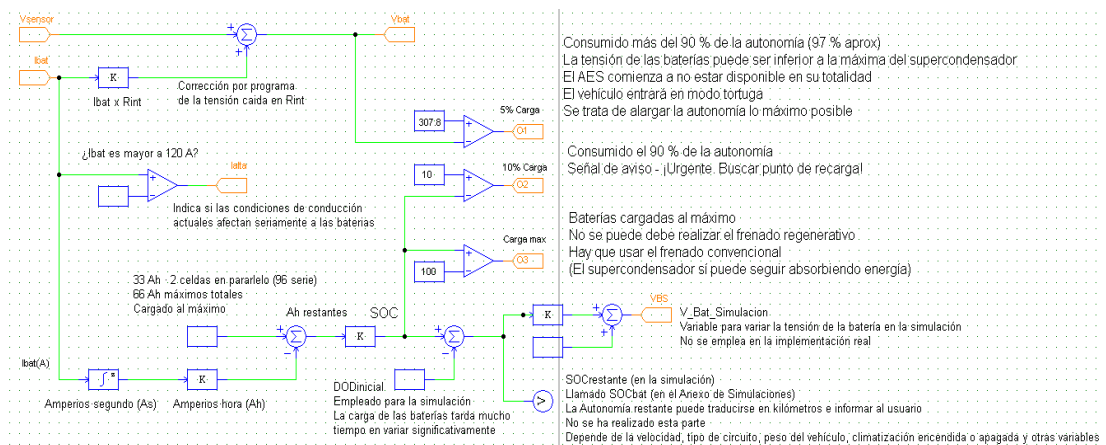 Vsensor
Vbat
Ibat
K
Ibat x Rint
Corrección por programa
de la tensión caida en Rint
Consumido más del 90 % de la autonomía (97 % aprox)
La tensión de las baterías puede ser inferior a la máxima del supercondensador
El AES comienza a no estar disponible en su totalidad
El vehículo entrará en modo tortuga
Se trata de alargar la autonomía lo máximo posible
307.8
5% Carga
O1
¿Ibat es mayor a 120 A?
Ialta
Indica si las condiciones de conducción
actuales afectan seriamente a las baterias
10
10% Carga
O2
Consumido el 90 % de la autonomía
Señal de aviso - ¡Urgente. Buscar punto de recarga!
Carga max
O3
100
Baterías cargadas al máximo
No se puede debe realizar el frenado regenerativo
Hay que usar el frenado convencional
(El supercondensador sí puede seguir absorbiendo energía)
33 Ah - 2 celdas en pararlelo (96 serie)
66 Ah máximos totales
Cargado al máximo
Ah restantes
K
SOC
K
VBS
V_Bat_Simulacion
Variable para variar la tensión de la batería en la simulación
No se emplea en la implementación real
Ibat(A)
Amperios segundo (As)
K
Amperios hora (Ah)
DODinicial
Empleado para la simulación
La carga de las baterías tarda mucho
tiempo en variar significativamente
SOCrestante (en la simulación)
Llamado SOCbat (en el Anexo de Simulaciones)
La Autonomía restante puede traducirse en kilómetros e informar al usuario
No se ha realizado esta parte
Depende de la velocidad, tipo de circuito, peso del vehículo, climatización encendida o apagada y otras variables